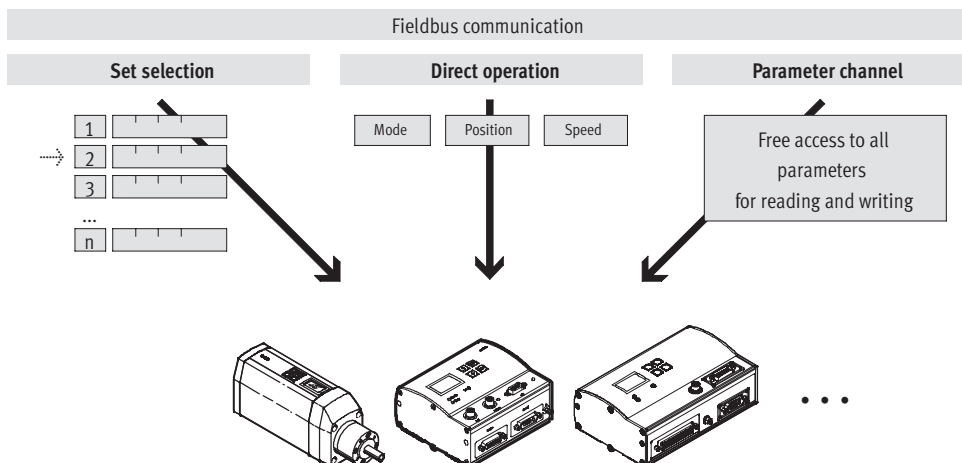 Fieldbus communication
Set selection
Direct operation
Parameter channel
1
2
3
...
n
Mode
Position
Speed
Free access to all
parameters
for reading and writing